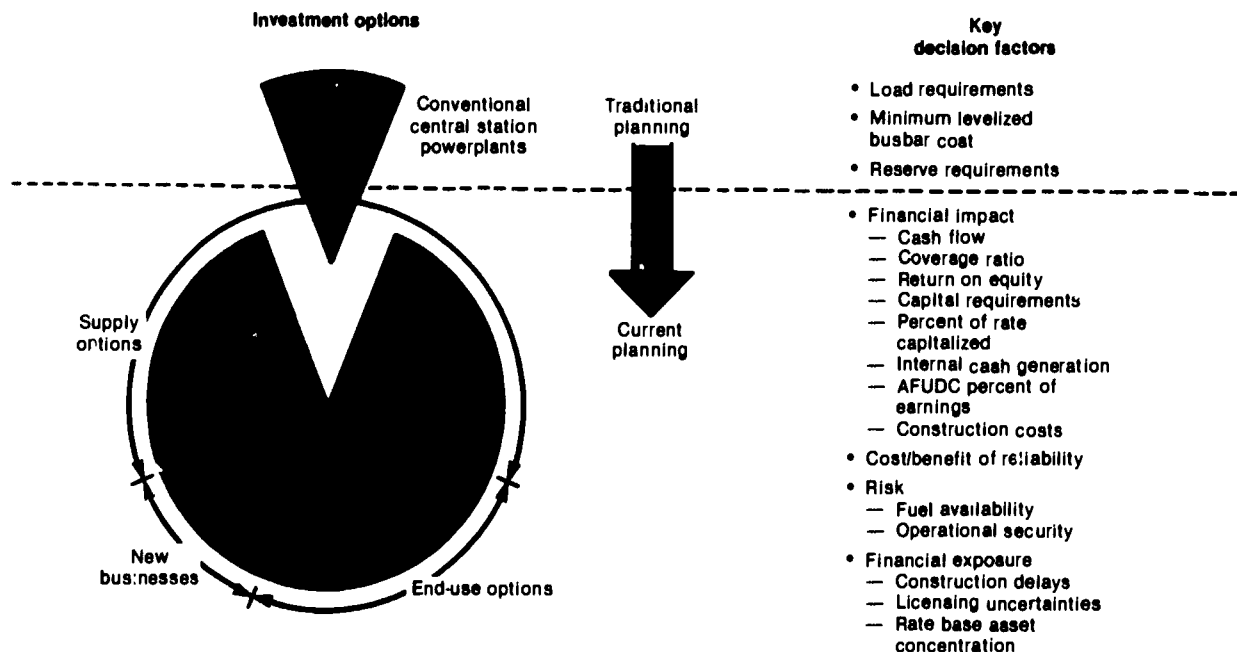 Investment options
Conventional
central station
powerplants
Supply
options
New
businesses
End-use options
Traditional
planning
Current
planning
Key
decision factors
• Load requirements
• Minimum levelized
busbar cost
• Reserve requirements
• Financial impact
— Cash flow
— Coverage ratio
— Return on equity
— Capital requirements
— Percent of rate
capitalized
— Internal cash generation
— AFUDC percent of
earnings
— Construction costs
• Cost/benefit of reliability
• Risk
— Fuel availability
— Operational security
• Financial exposure
— Construction delays
— Licensing uncertainties
— Rate base asset
concentration